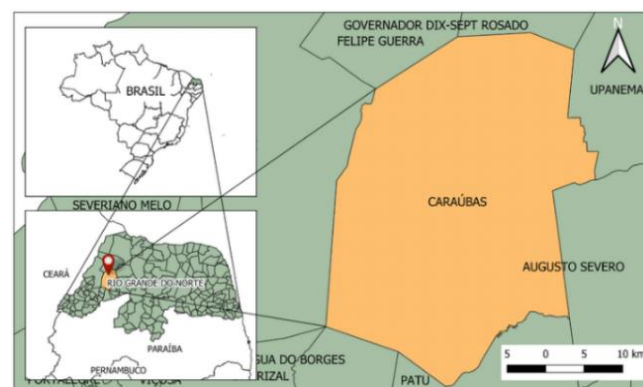 GOVERNADOR DIX-SEPT ROSADO
FELIPE GUERRA
N
UPANEMA
BRASIL
CARAÚBAS
SEVERIANO MELO
CEARÁ
RIO GRANDE DO NORTE
AUGUSTO SEVERO
PARAÍBA
PERNAMBUCO
GUA DO BORGES
RIZAL
PATU
5 0 5 10 km